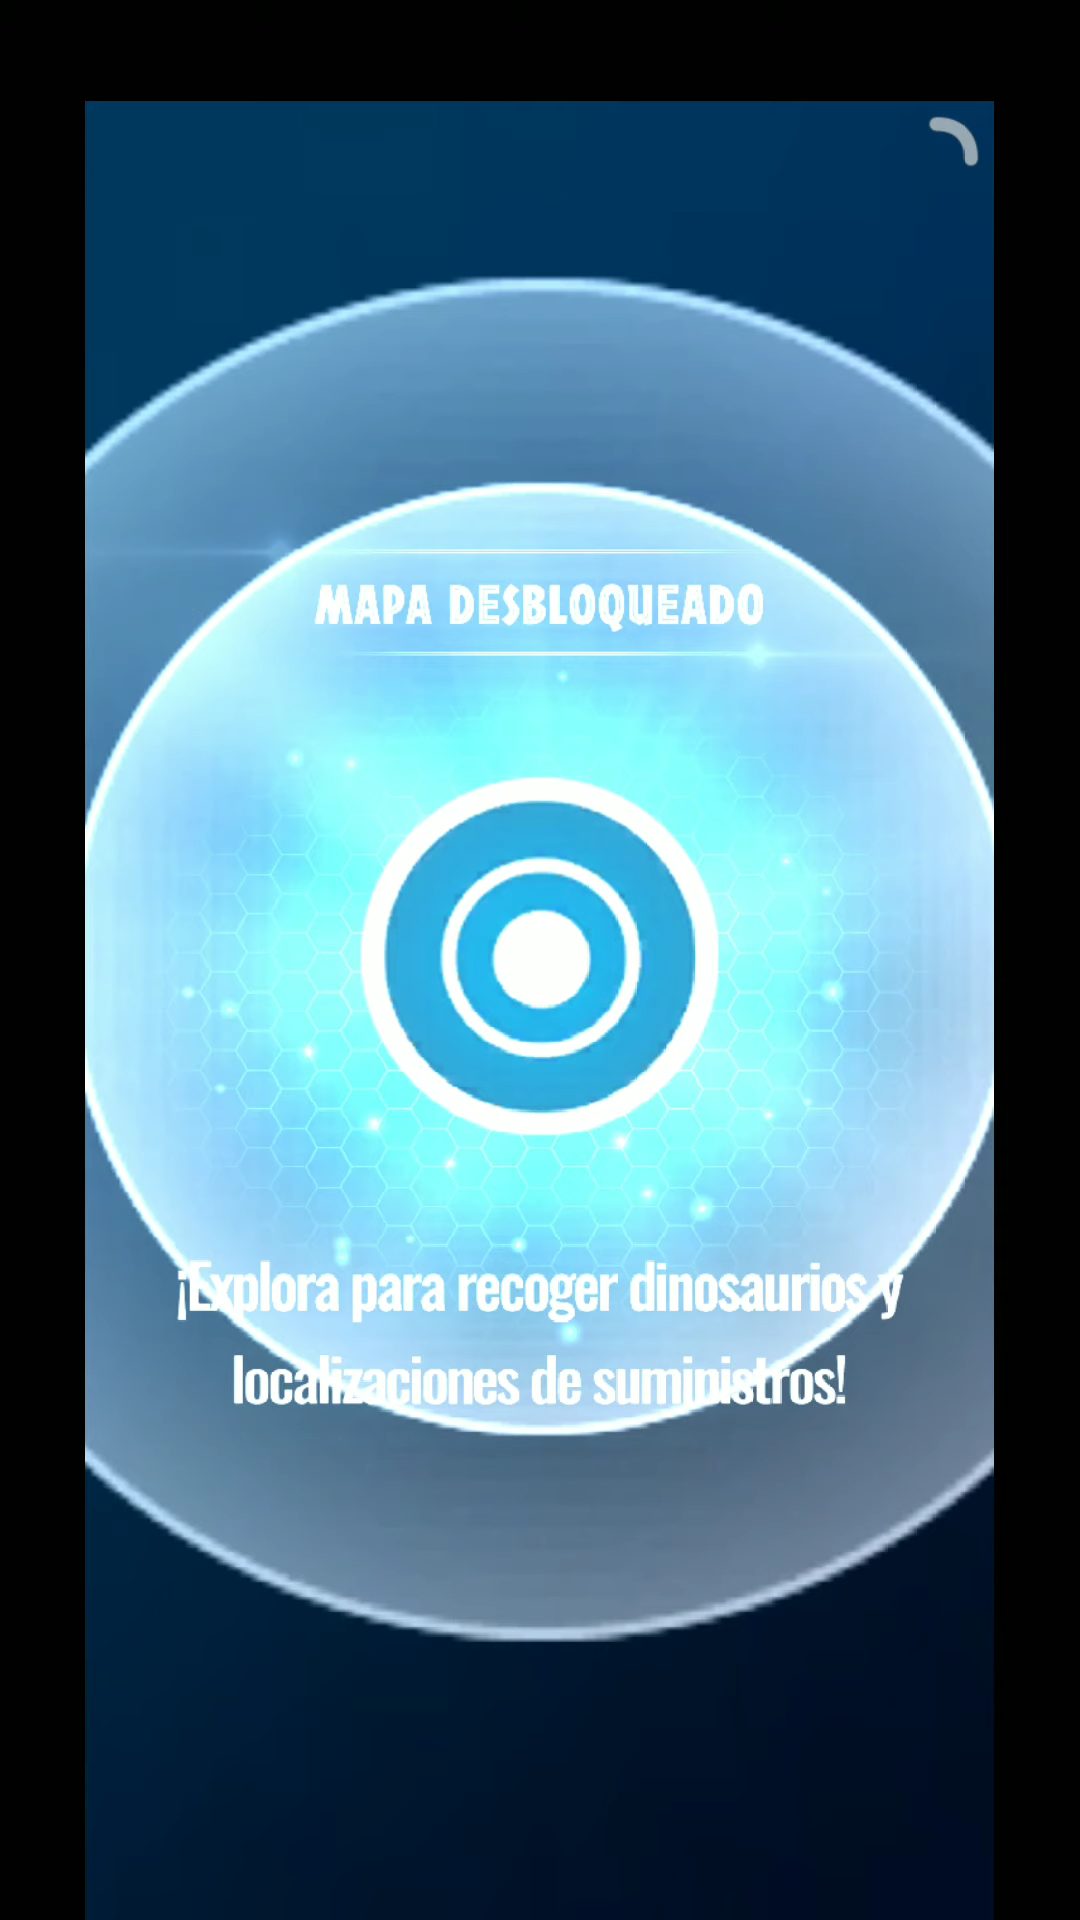 MAPA DESBLOQUEADO
¡Explora para recoger dinosaurios y
localizaciones de suministros!